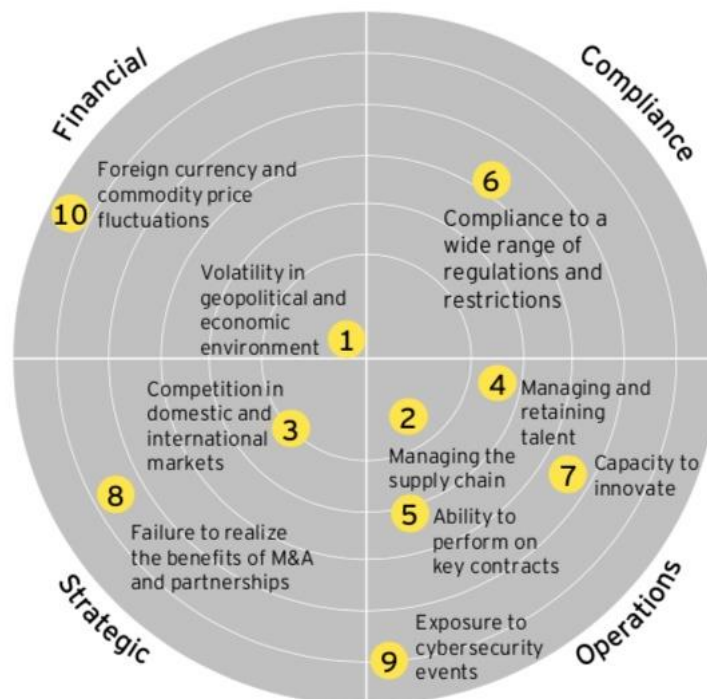 Financial
Compliance
Foreign currency and
commodity price
fluctuations
10
6
Compliance to a
wide range of
regulations and
restrictions
Volatility in
geopolitical and
economic
environment
1
Competition in
domestic and
international
markets
3
2
Managing the
supply chain
4
Managing and
retaining
talent
7
Capacity to
innovate
8
Failure to realize
the benefits of M&A
and partnerships
5
Ability to
perform on
key contracts
9
Exposure to
cybersecurity
events
Strategic
Operations